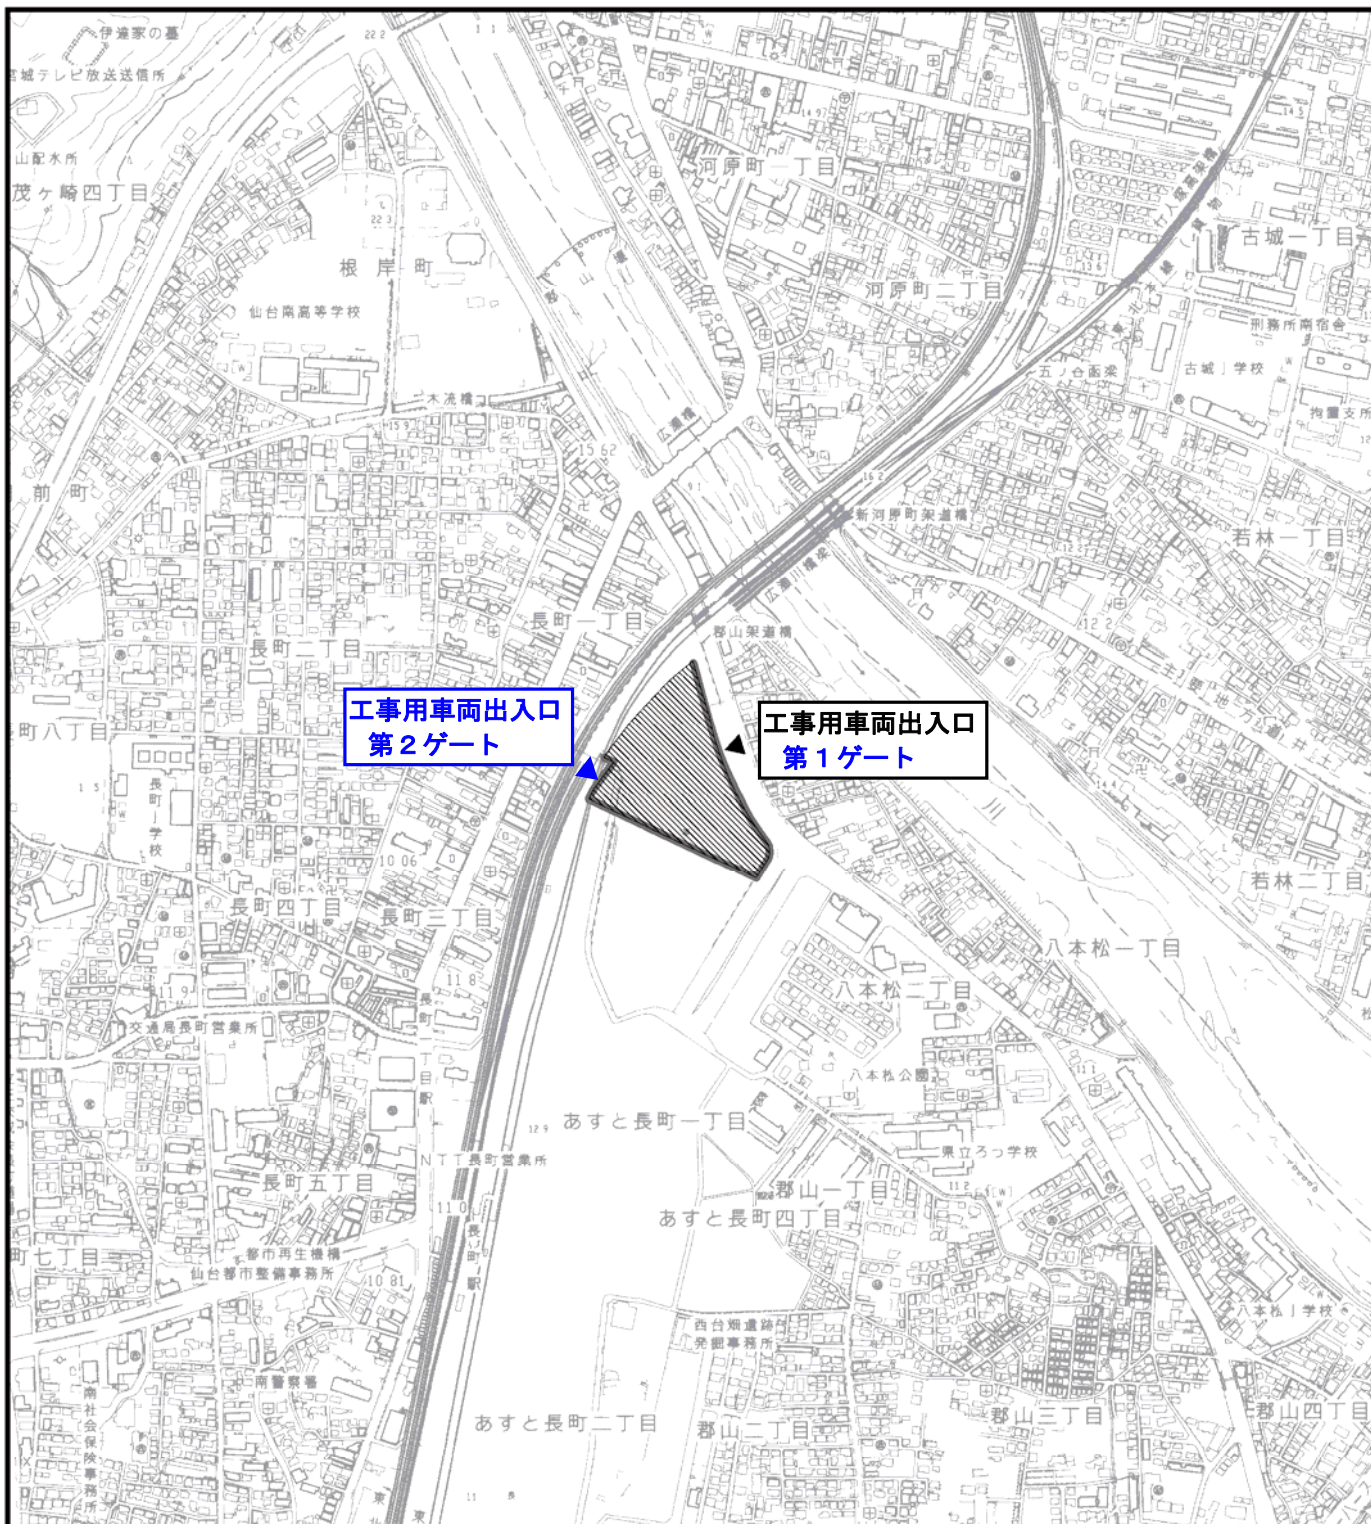 伊達家の墓
宮城テレビ放送送信所
山配水所
茂ヶ崎四丁目
根岸町
仙台南高等学校
木流橋
河原町一丁目
河原町二丁目
古城一丁目
刑務所南宿舎
古城小学校
五ノ合函渠
広瀬橋
前町
新河原町架道橋
若林一丁目
広瀬川橋梁
郡山架道橋
長町一丁目
長町二丁目
工事用車両出入口
第２ゲート
工事用車両出入口
第１ゲート
町八丁目
長町小学校
川
若林二丁目
長町四丁目
長町三丁目
八本松一丁目
八本松二丁目
交通局長町営業所
長町一丁目駅
八本松公園
あすと長町一丁目
県立ろう学校
NTT長町営業所
長町五丁目
郡山一丁目
あすと長町四丁目
町七丁目
都市再生機構
仙台都市整備事務所
長町駅
八本松小学校
西台畑遺跡
発掘事務所
南警察署
南社会保険事務所
あすと長町二丁目
郡山二丁目
郡山三丁目
郡山四丁目